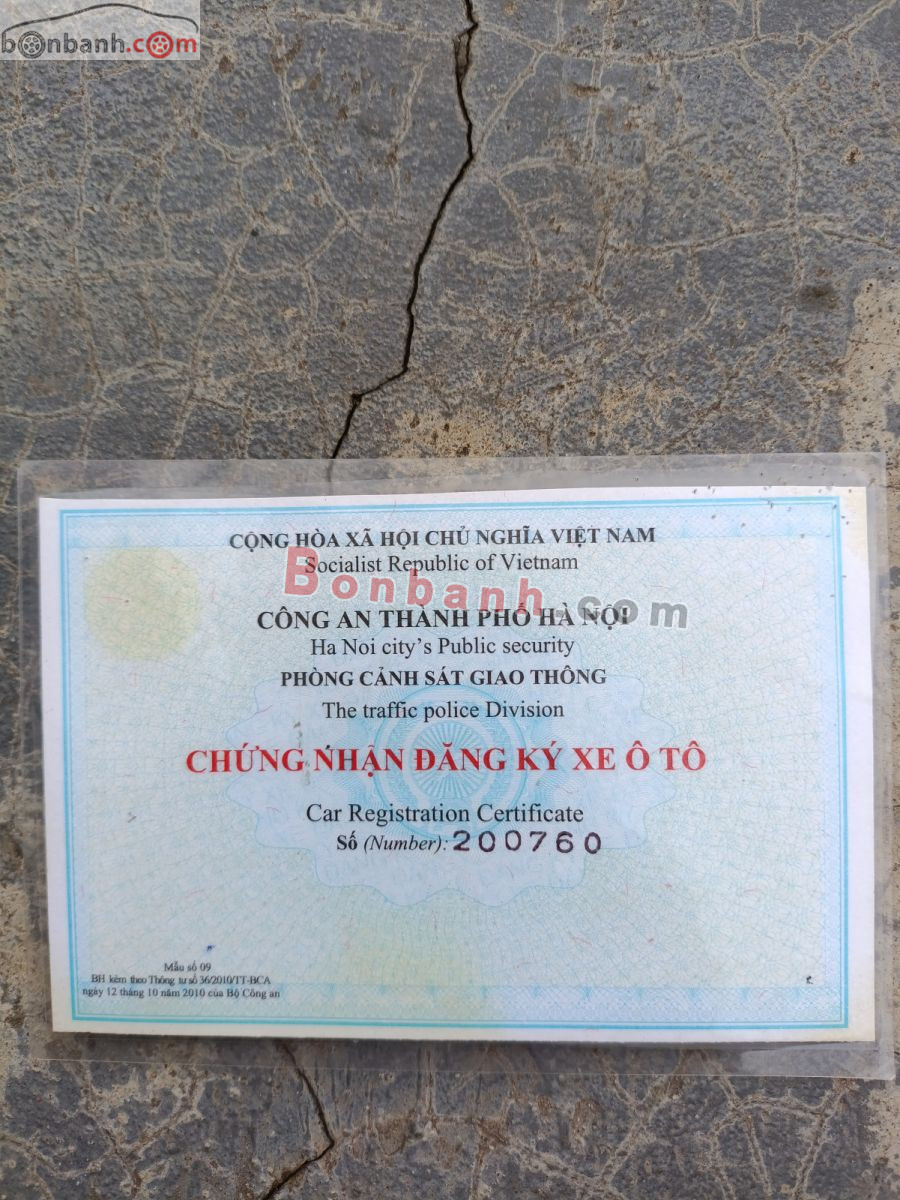 bonbanh.com
CỘNG HÒA XÃ HỘI CHỦ NGHĨA VIỆT NAM
Socialist Republic of Vietnam
Bonbanh.com
CÔNG AN THÀNH PHỐ HÀ NỘI
Ha Noi city's Public security
PHÒNG CẢNH SÁT GIAO THÔNG
The traffic police Division
CHỨNG NHẬN ĐĂNG KÝ XE Ô TÔ
Car Registration Certificate
Số (Number): 200760
Mẫu số 09
BH kèm theo Thông tư số 36/2010/TT-BCA
ngày 12 tháng 10 năm 2010 của Bộ Công an